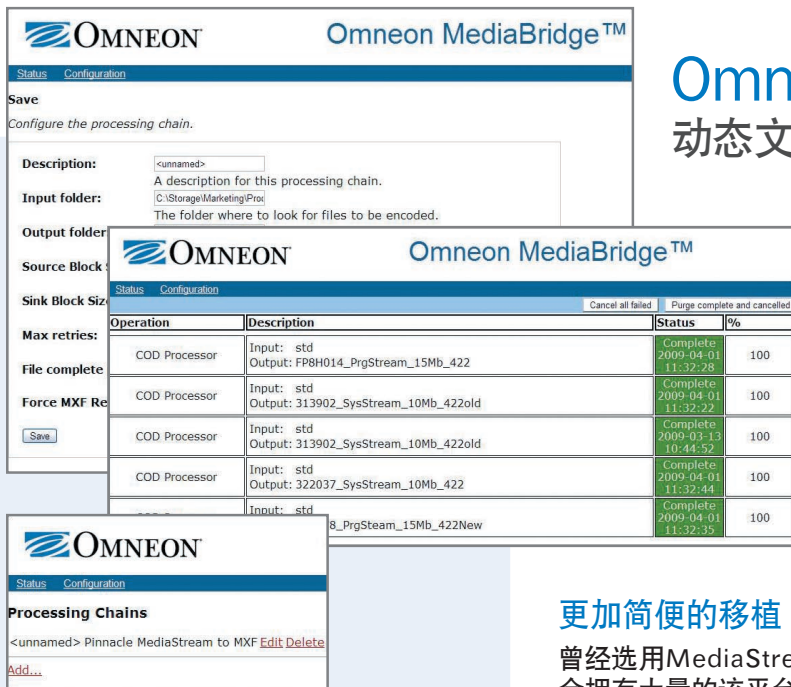 OMNEON
Omneon MediaBridge™
Status Configuration
Save
Configure the processing chain.
Description: <unnamed>
A description for this processing chain.
Input folder: C:\Storage\Marketing\Proc
The folder where to look for files to be encoded.
Output folder
Source Block
Sink Block Siz
Max retries:
File complete
Force MXF Re
Save
OMNEON
Omneon MediaBridge™
Status Configuration
Cancel all failed Purge complete and cancelled
Operation Description Status %
COD Processor Input: std Complete 100
Output: FP8H014_PrgStream_15Mb_422 2009-04-01
11:32:28
COD Processor Input: std Complete 100
Output: 313902_SysStream_10Mb_422old 2009-04-01
11:32:22
COD Processor Input: std Complete 100
Output: 313902_SysStream_10Mb_422old 2009-03-13
10:44:52
COD Processor Input: std Complete 100
Output: 322037_SysStream_10Mb_422 2009-04-01
11:32:44
Input: std Complete 100
8_PrgSteam_15Mb_422New 2009-04-01
11:32:35
OMNEON
Status Configuration
Processing Chains
<unnamed> Pinnacle MediaStream to MXF Edit Delete
Add...
Omn
动态文
更加简便的移植
曾经选用MediaStre